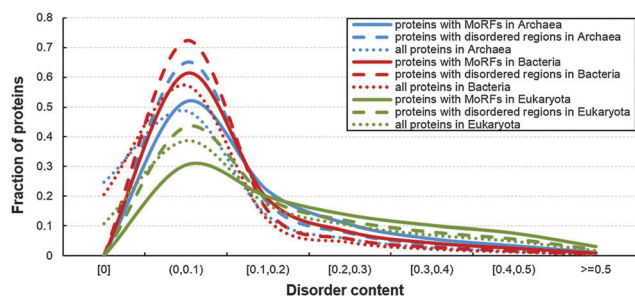 0.8
0.7
0.6
0.5
0.4
0.3
0.2
0.1
0
Fraction of proteins
proteins with MoRFs in Archaea
proteins with disordered regions in Archaea
all proteins in Archaea
proteins with MoRFs in Bacteria
proteins with disordered regions in Bacteria
all proteins in Bacteria
proteins with MoRFs in Eukaryota
proteins with disordered regions in Eukaryota
all proteins in Eukaryota
[0] (0,0.1) [0.1,0.2) [0.2,0.3) [0.3,0.4) [0.4,0.5) >=0.5
Disorder content